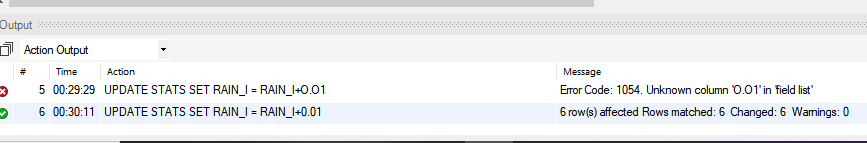 Output
Action Output
# Time Action Message
5 00:29:29 UPDATE STATS SET RAIN_I = RAIN_I+O.O1 Error Code: 1054. Unknown column 'O.O1' in 'field list'
6 00:30:11 UPDATE STATS SET RAIN_I = RAIN_I+0.01 6 row(s) affected Rows matched: 6 Changed: 6 Warnings: 0